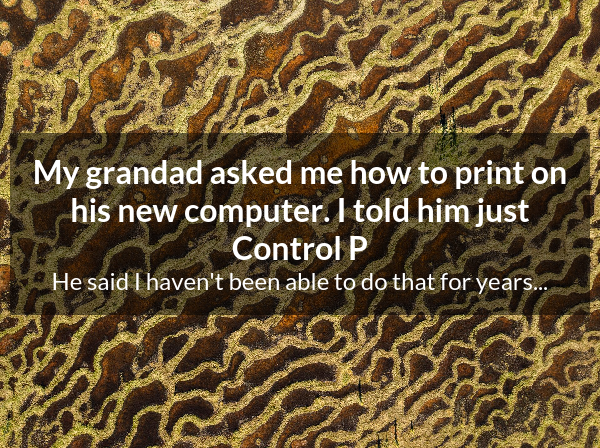 My grandad asked me how to print on
his new computer. I told him just
Control P
He said I haven't been able to do that for years...